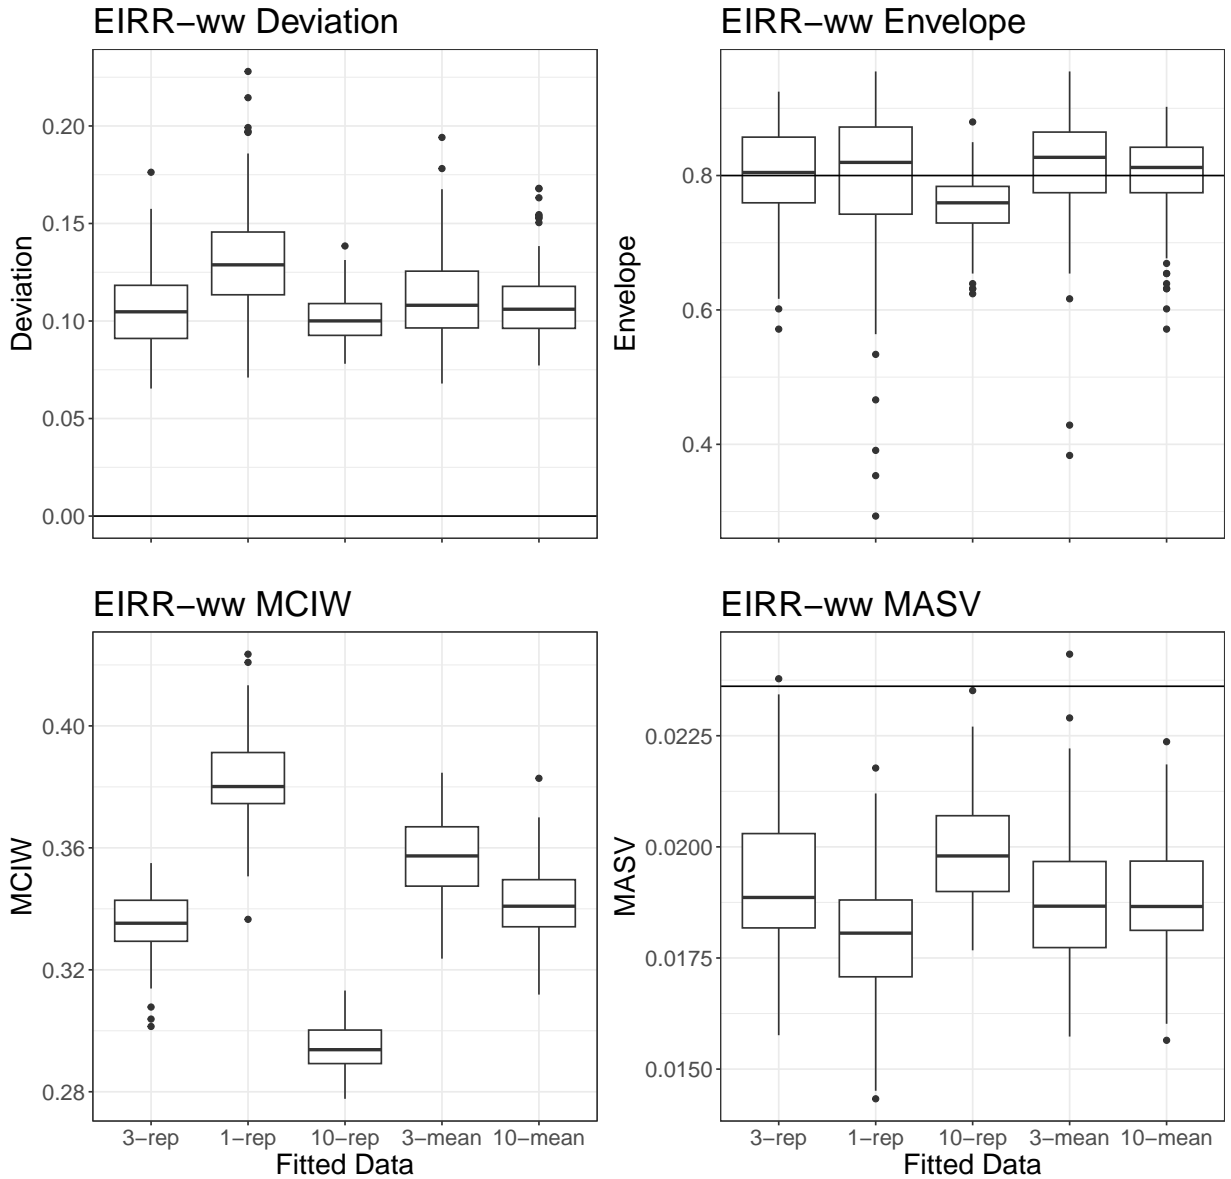 EIRR−ww Deviation
Deviation
0.20
0.15
0.10
0.05
0.00
EIRR−ww Envelope
Envelope
0.8
0.6
0.4
EIRR−ww MCIW
MCIW
0.40
0.36
0.32
0.28
3−rep 1−rep 10−rep 3−mean 10−mean
Fitted Data
EIRR−ww MASV
MASV
0.0225
0.0200
0.0175
0.0150
3−rep 1−rep 10−rep 3−mean 10−mean
Fitted Data